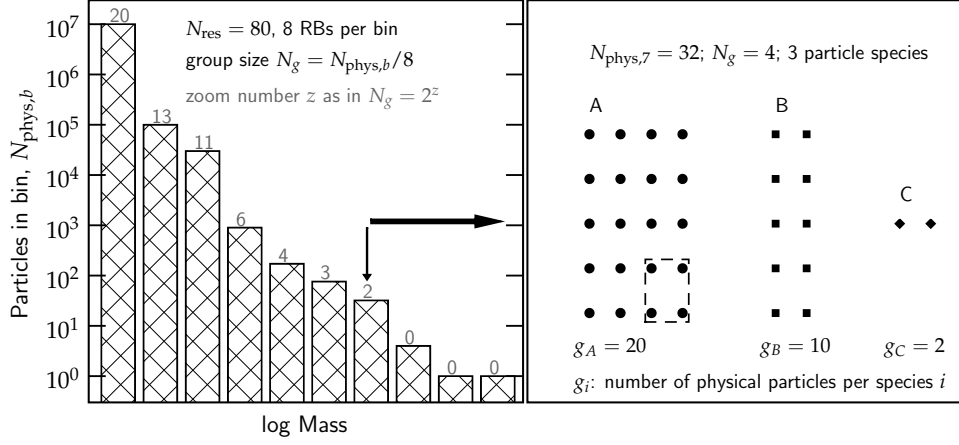 N_res = 80, 8 RBs per bin
group size N_g = N_phys,b/8
zoom number z as in N_g = 2^z
Particles in bin, N_phys,b
10^7
10^6
10^5
10^4
10^3
10^2
10^1
10^0
20
13
11
6
4
3
2
0
0
0
log Mass
N_phys,7 = 32; N_g = 4; 3 particle species
A
B
C
g_A = 20
g_B = 10
g_C = 2
g_i: number of physical particles per species i